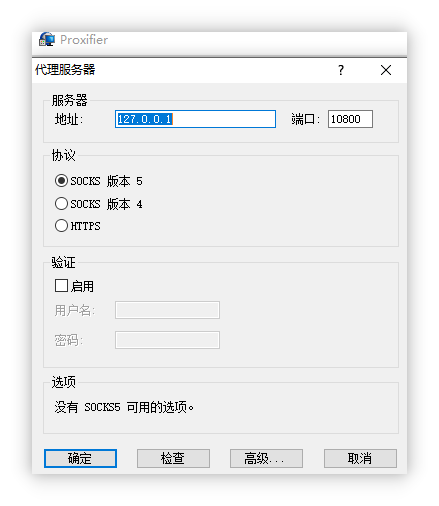 Proxifier
代理服务器
服务器
地址: 127.0.0.1 端口: 10800
协议
SOCKS 版本 5
SOCKS 版本 4
HTTPS
验证
启用
用户名:
密码:
选项
没有 SOCKS5 可用的选项。
确定 检查 高级... 取消